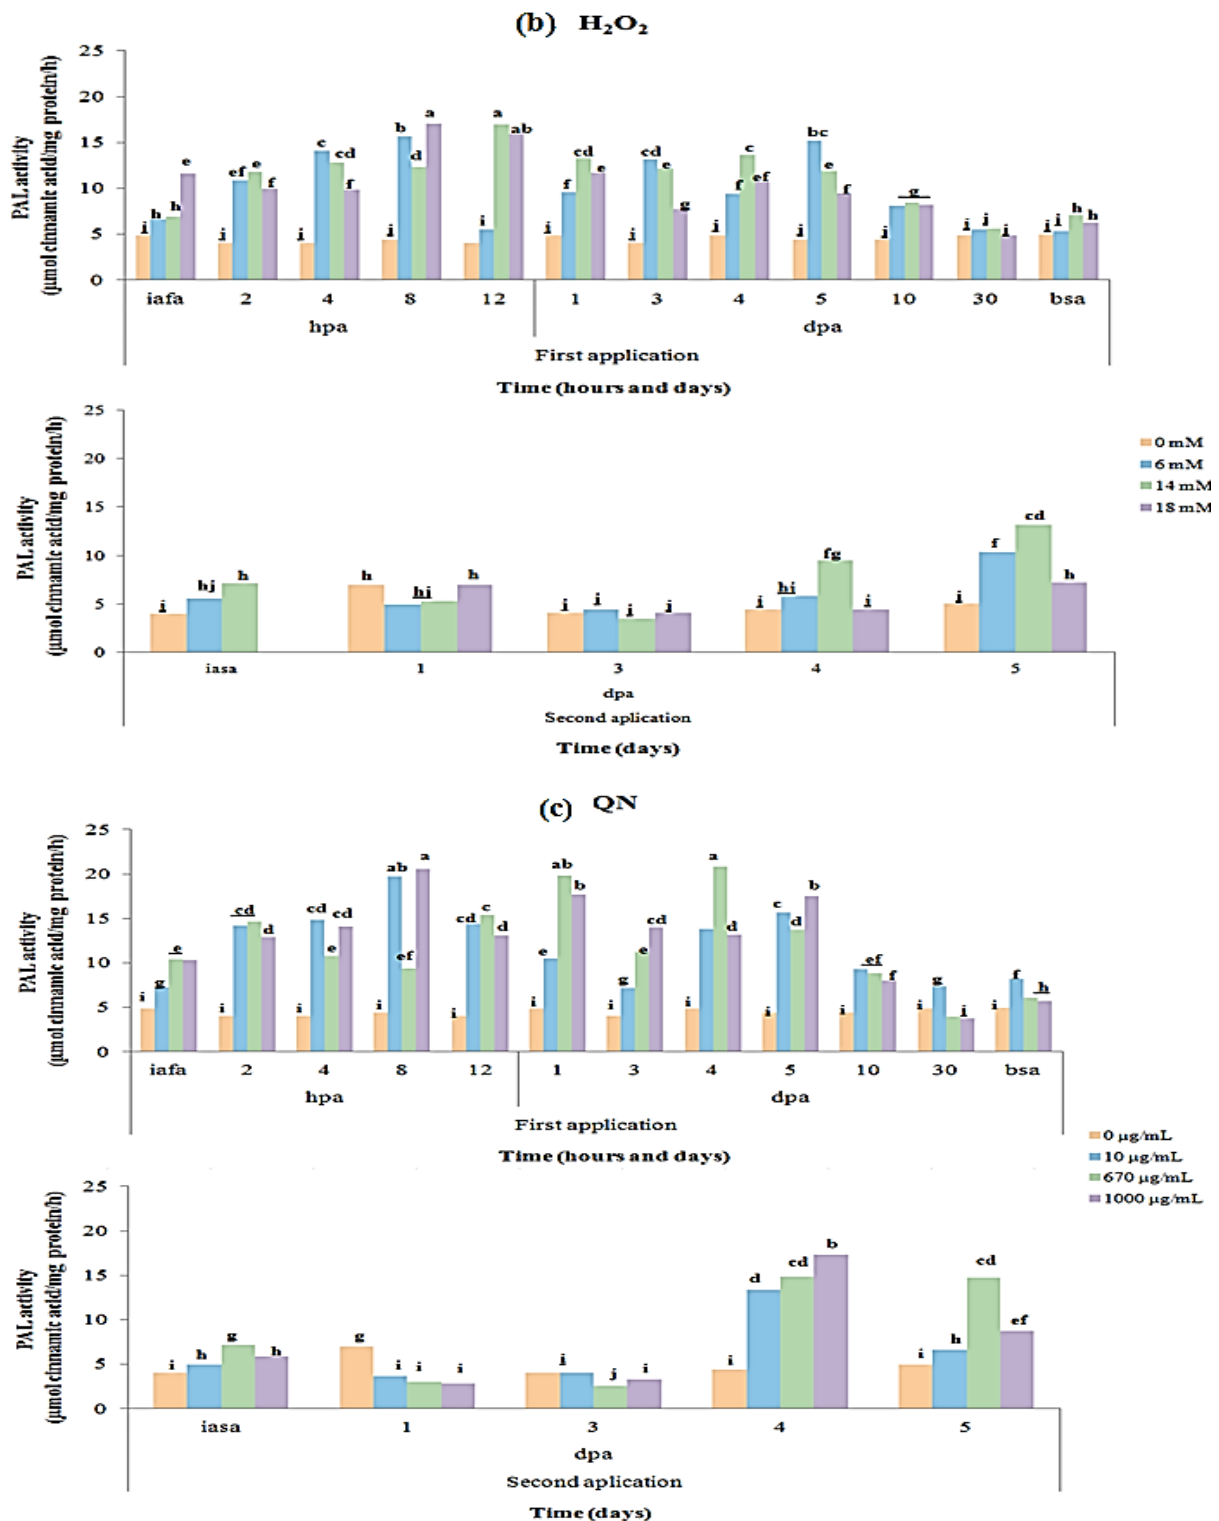 (b) H₂O₂
PAL activity
(µmol cinnamic acid/mg protein/h)
25
20
15
10
5
0
j h h e
j ef e f
j c cd f
j b d a
i a ab
j f cd e
j cd e g
j f c ef
j bc e f
j g
j j j
j i h h
iafa 2 4 8 12 1 3 4 5 10 30 bsa
hpa dpa
First application
Time (hours and days)
PAL activity
(µmol cinnamic acid/mg protein/h)
25
20
15
10
5
0
j hj h
h hj h
j j j j
j hi fg j
j f cd h
iasa 1 3 4 5
dpa
Second aplication
Time (days)
0 mM
6 mM
14 mM
18 mM
(c) QN
PAL activity
(µmol cinnamic acid/mg protein/h)
25
20
15
10
5
0
i g e
i cd d
i cd e cd
i ab ef a
i cd c d
i e ab b
i g e cd
i a d
i c d b
i ef f
i g j
i f h
iafa 2 4 8 12 1 3 4 5 10 30 bsa
hpa dpa
First application
Time (hours and days)
0 µg/mL
10 µg/mL
670 µg/mL
1000 µg/mL
PAL activity
(µmol cinnamic acid/mg protein/h)
25
20
15
10
5
0
i h g h
g i i i
j j i
i d cd b
i h cd ef
iasa 1 3 4 5
dpa
Second aplication
Time (days)